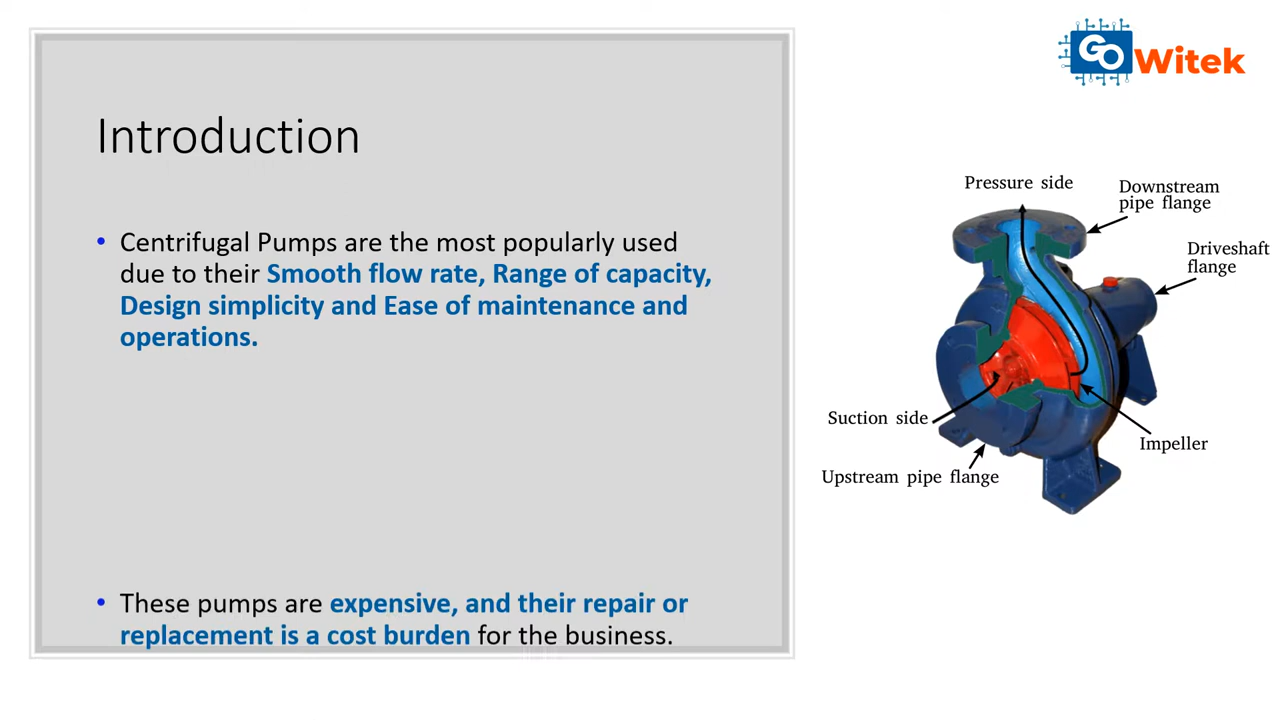 GO Witek
Introduction
• Centrifugal Pumps are the most popularly used
due to their Smooth flow rate, Range of capacity,
Design simplicity and Ease of maintenance and
operations.
• These pumps are expensive, and their repair or
replacement is a cost burden for the business.
Pressure side
Downstream
pipe flange
Driveshaft
flange
Suction side
Impeller
Upstream pipe flange